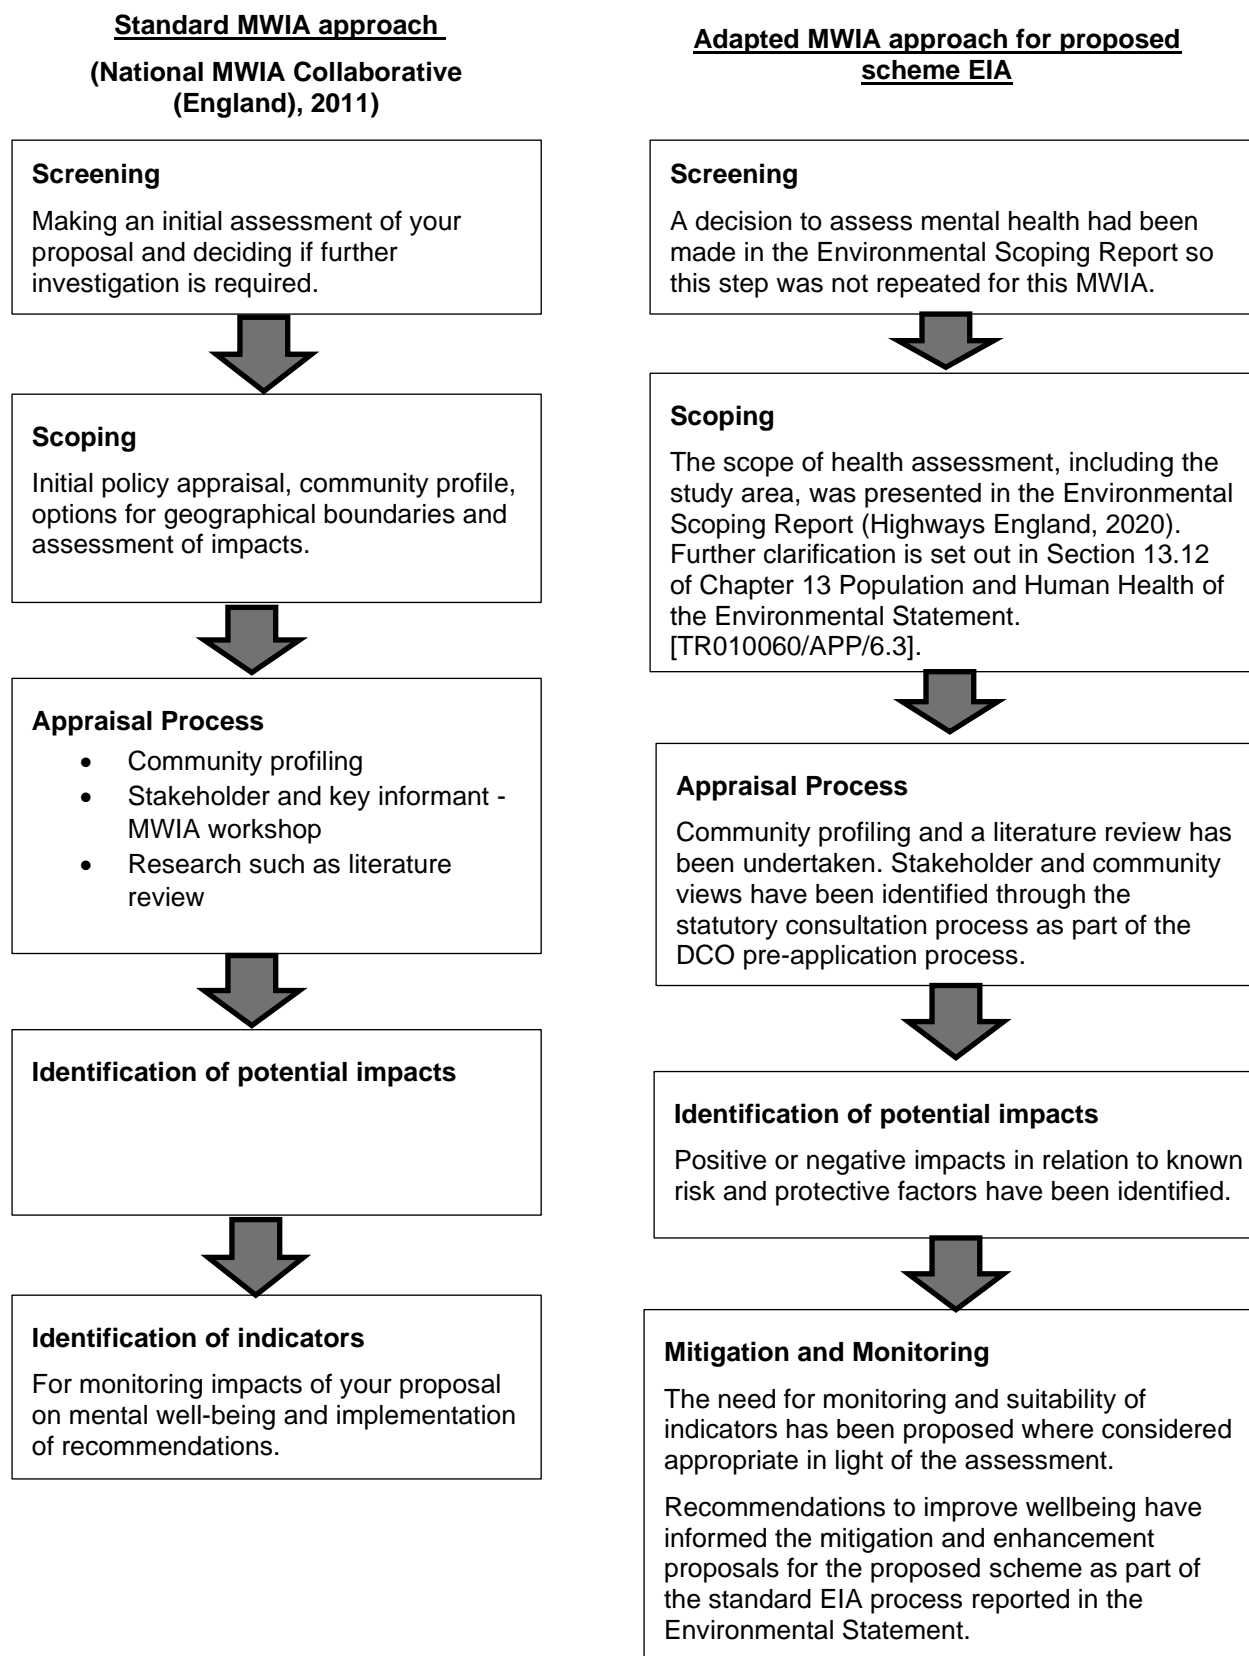 Standard MWIA approach
(National MWIA Collaborative
(England), 2011)
Screening
Making an initial assessment of your
proposal and deciding if further
investigation is required.
Scoping
Initial policy appraisal, community profile,
options for geographical boundaries and
assessment of impacts.
Appraisal Process
• Community profiling
• Stakeholder and key informant -
MWIA workshop
• Research such as literature
review
Identification of potential impacts
Identification of indicators
For monitoring impacts of your proposal
on mental well-being and implementation
of recommendations.
Adapted MWIA approach for proposed
scheme EIA
Screening
A decision to assess mental health had been
made in the Environmental Scoping Report so
this step was not repeated for this MWIA.
Scoping
The scope of health assessment, including the
study area, was presented in the Environmental
Scoping Report (Highways England, 2020).
Further clarification is set out in Section 13.12
of Chapter 13 Population and Human Health of
the Environmental Statement.
[TR010060/APP/6.3].
Appraisal Process
Community profiling and a literature review has
been undertaken. Stakeholder and community
views have been identified through the
statutory consultation process as part of the
DCO pre-application process.
Identification of potential impacts
Positive or negative impacts in relation to known
risk and protective factors have been identified.
Mitigation and Monitoring
The need for monitoring and suitability of
indicators has been proposed where considered
appropriate in light of the assessment.
Recommendations to improve wellbeing have
informed the mitigation and enhancement
proposals for the proposed scheme as part of
the standard EIA process reported in the
Environmental Statement.